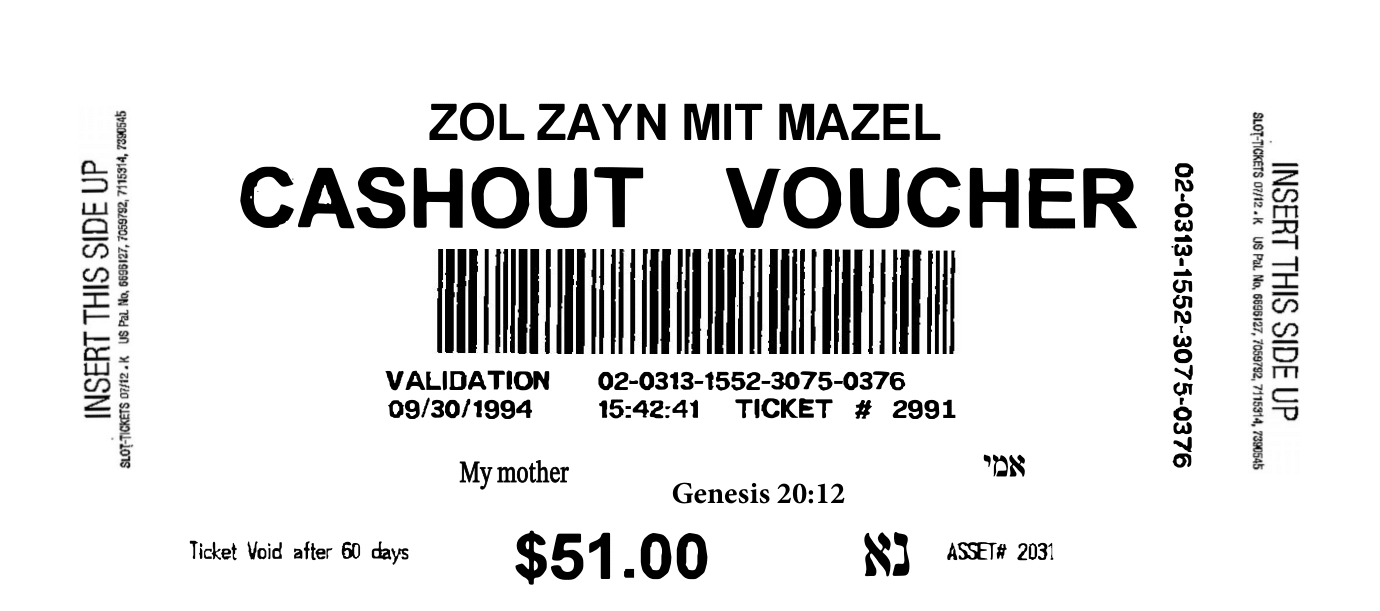 ZOL ZAYN MIT MAZEL
CASHOUT VOUCHER
VALIDATION 02-0313-1552-3075-0376
09/30/1994 15:42:41 TICKET # 2991
My mother
אמי
Genesis 20:12
Ticket Void after 60 days
$51.00
נא
ASSET# 2031
INSERT THIS SIDE UP
SLOT-TICKETS 07/12 - K US Pat. No. 6696127, 7059792, 7115314, 7390545
02-0313-1552-3075-0376
SLOT-TICKETS 07/12 - K US Pat. No. 6696127, 7059792, 7115314, 7390545
INSERT THIS SIDE UP